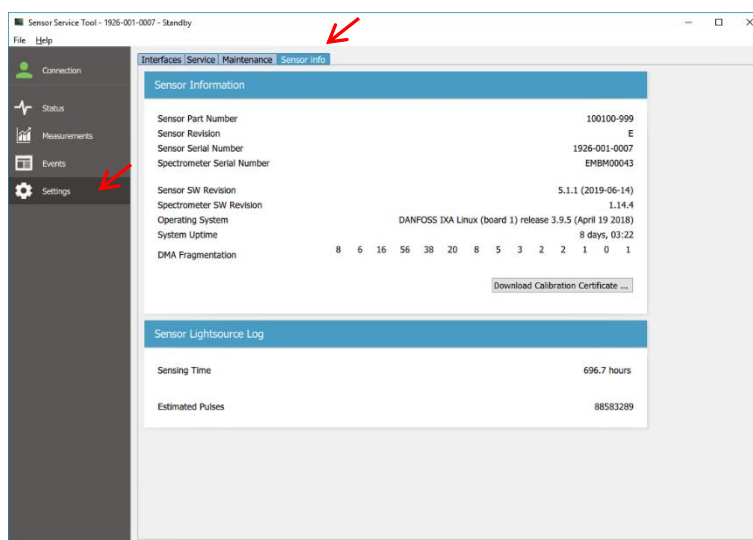 Sensor Service Tool - 1926-001-0007 - Standby
File Help
Connection
Status
Measurements
Events
Settings
Interfaces Service Maintenance Sensor info
Sensor Information
Sensor Part Number 100100-999
Sensor Revision E
Sensor Serial Number 1926-001-0007
Spectrometer Serial Number EMBM00043
Sensor SW Revision 5.1.1 (2019-06-14)
Spectrometer SW Revision 1.14.4
Operating System DANFOSS IXA Linux (board 1) release 3.9.5 (April 19 2018)
System Uptime 8 days, 03:22
DMA Fragmentation 8 6 16 56 38 20 8 5 3 2 2 1 0 1
Download Calibration Certificate ...
Sensor Lightsource Log
Sensing Time 696.7 hours
Estimated Pulses 88583289